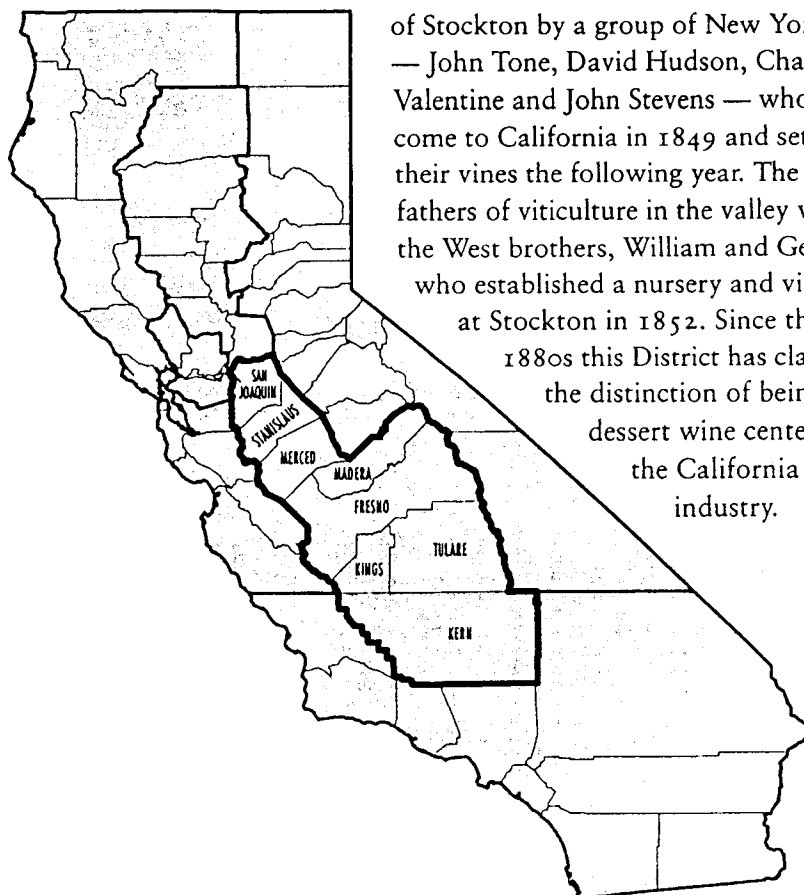 of Stockton by a group of New Yor
— John Tone, David Hudson, Cha
Valentine and John Stevens — who
come to California in 1849 and set
their vines the following year. The
fathers of viticulture in the valley w
the West brothers, William and Ge
who established a nursery and vi
at Stockton in 1852. Since th
1880s this District has cla
the distinction of bein
dessert wine cente
the California
industry.
SAN
JOAQUIN
STANISLAUS
MERCED
MADERA
FRESNO
TULARE
KINGS
KERN